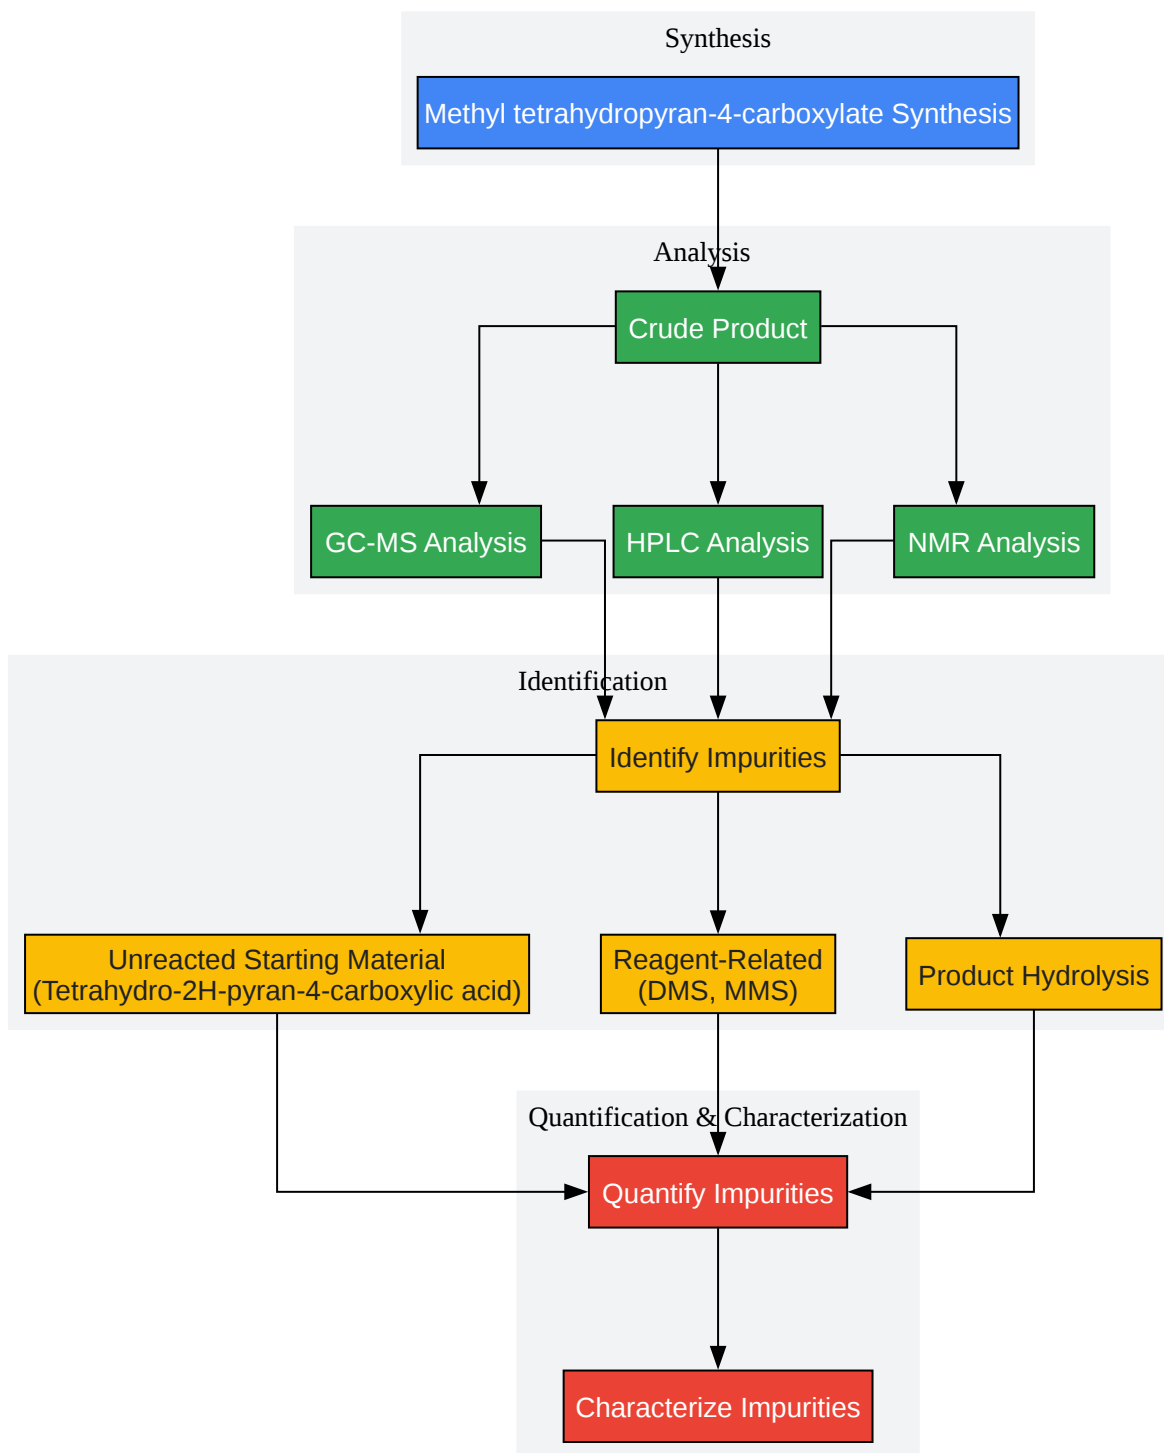 Synthesis
Methyl tetrahydropyran-4-carboxylate Synthesis
Analysis
Crude Product
GC-MS Analysis
HPLC Analysis
NMR Analysis
Identification
Identify Impurities
Unreacted Starting Material
(Tetrahydro-2H-pyran-4-carboxylic acid)
Reagent-Related
(DMS, MMS)
Product Hydrolysis
Quantification & Characterization
Quantify Impurities
Characterize Impurities